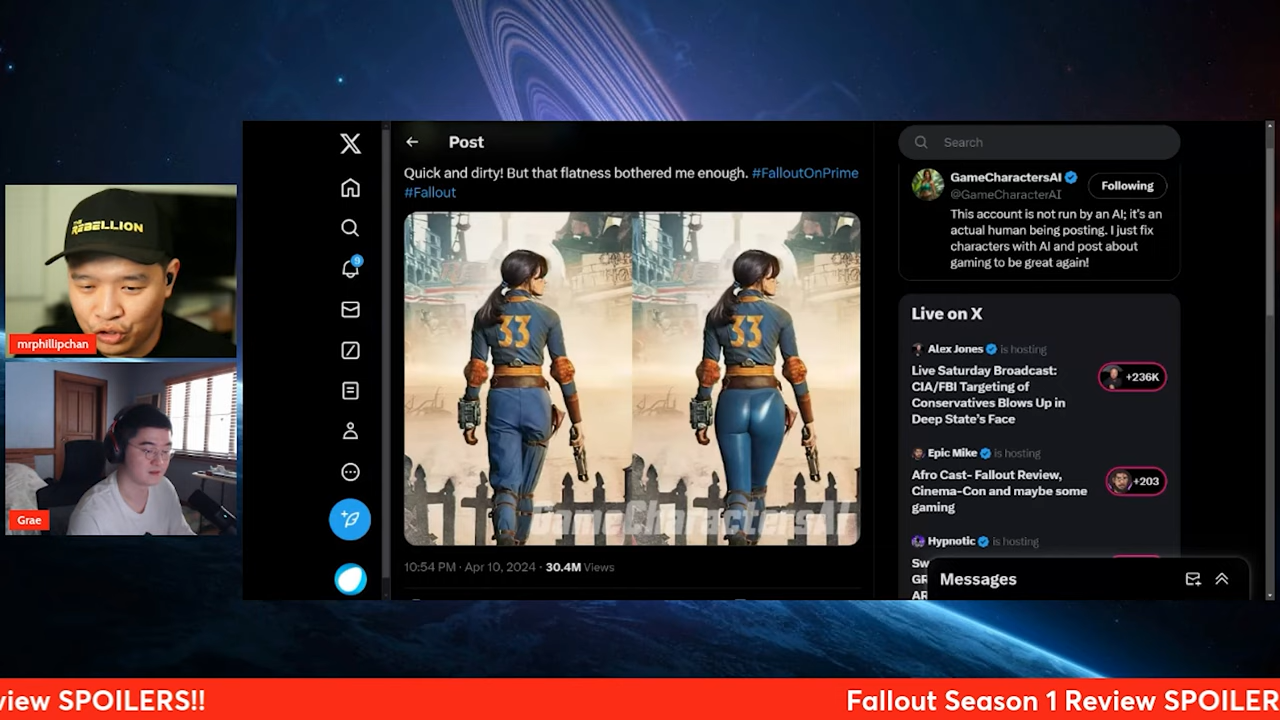 THE
REBELLION
mrphillipchan
Grae
Post
Quick and dirty! But that flatness bothered me enough. #FalloutOnPrime
#Fallout
33
33
GameCharactersAI
10:54 PM · Apr 10, 2024 · 30.4M Views
9
Search
GameCharactersAI
Following
@GameCharacterAI
This account is not run by an AI; it's an
actual human being posting. I just fix
characters with AI and post about
gaming to be great again!
Live on X
Alex Jones is hosting
Live Saturday Broadcast:
CIA/FBI Targeting of
Conservatives Blows Up in
Deep State's Face
+236K
Epic Mike is hosting
Afro Cast- Fallout Review,
Cinema-Con and maybe some
gaming
+203
Hypnotic is hosting
Messages
view SPOILERS!!
Fallout Season 1 Review SPOILER